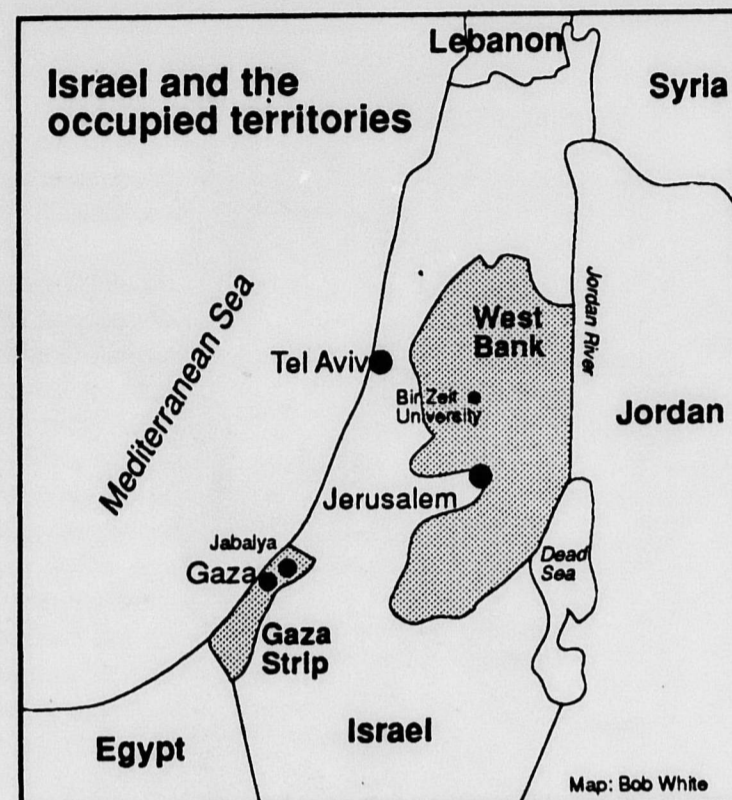 Israel and the
occupied territories
Lebanon
Syria
Mediterranean Sea
Jordan River
West
Bank
Tel Aviv
Bir Zeit
University
Jordan
Jerusalem
Jabalya
Gaza
Dead
Sea
Gaza
Strip
Israel
Egypt
Map: Bob White